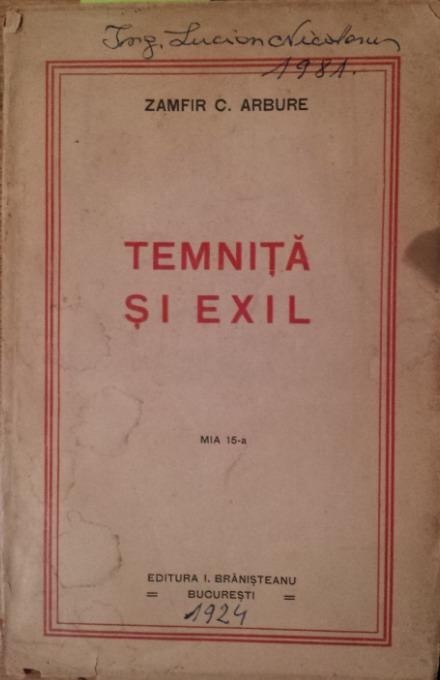 Ing. Lucian Nicolau
1981.
ZAMFIR C. ARBURE
TEMNIȚĂ
ȘI EXIL
MIA 15-a
EDITURA I. BRĂNIȘTEANU
= BUCUREȘTI =
1924